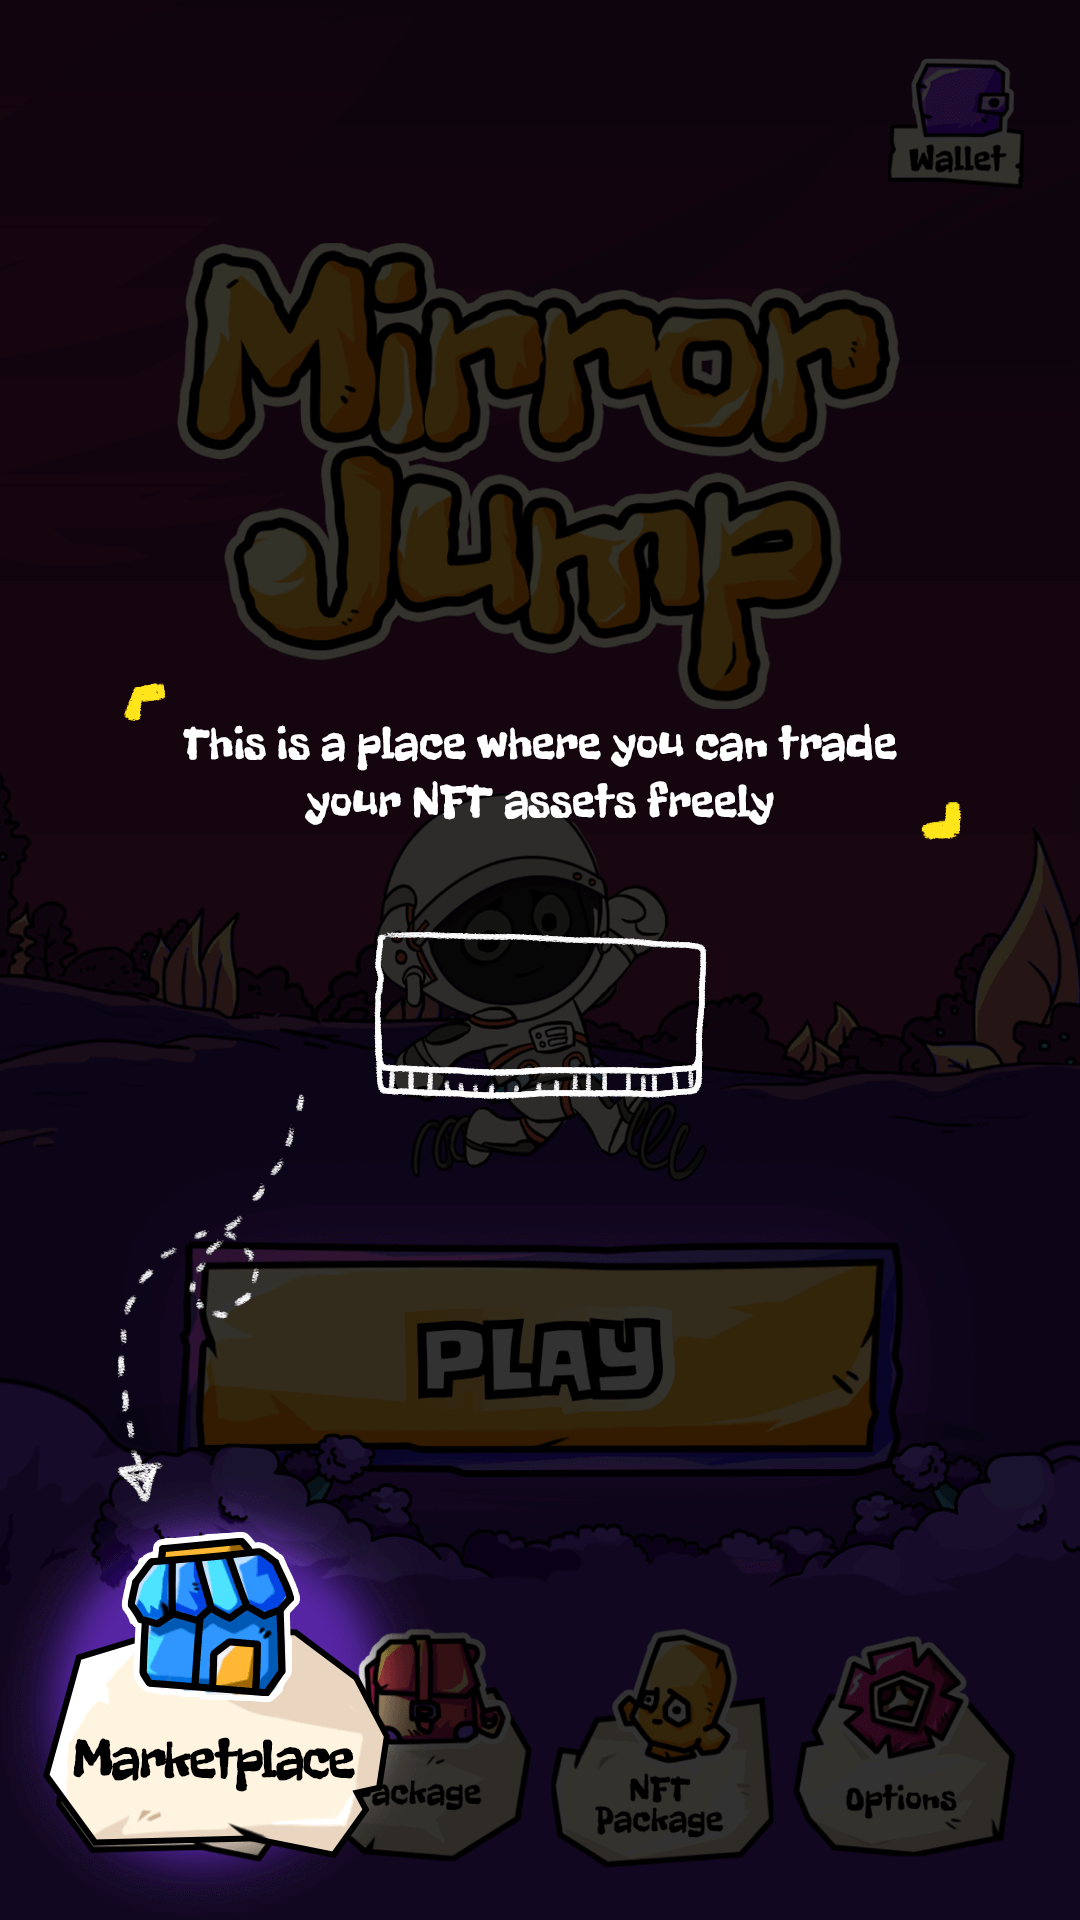 Wallet
Mirror
Jump
This is a place where you can trade
your NFT assets freely
PLAY
Marketplace
ackage
NFT
Package
Options